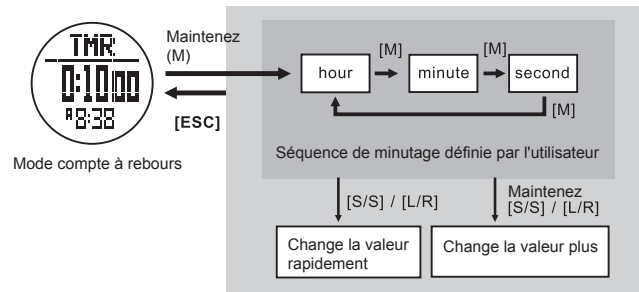 TMR
0:10 00
A 8:38
Mode compte à rebours
Maintenez
(M)
[ESC]
hour
[M]
minute
[M]
second
[M]
Séquence de minutage définie par l'utilisateur
[S/S] / [L/R]
Maintenez
[S/S] / [L/R]
Change la valeur
rapidement
Change la valeur plus